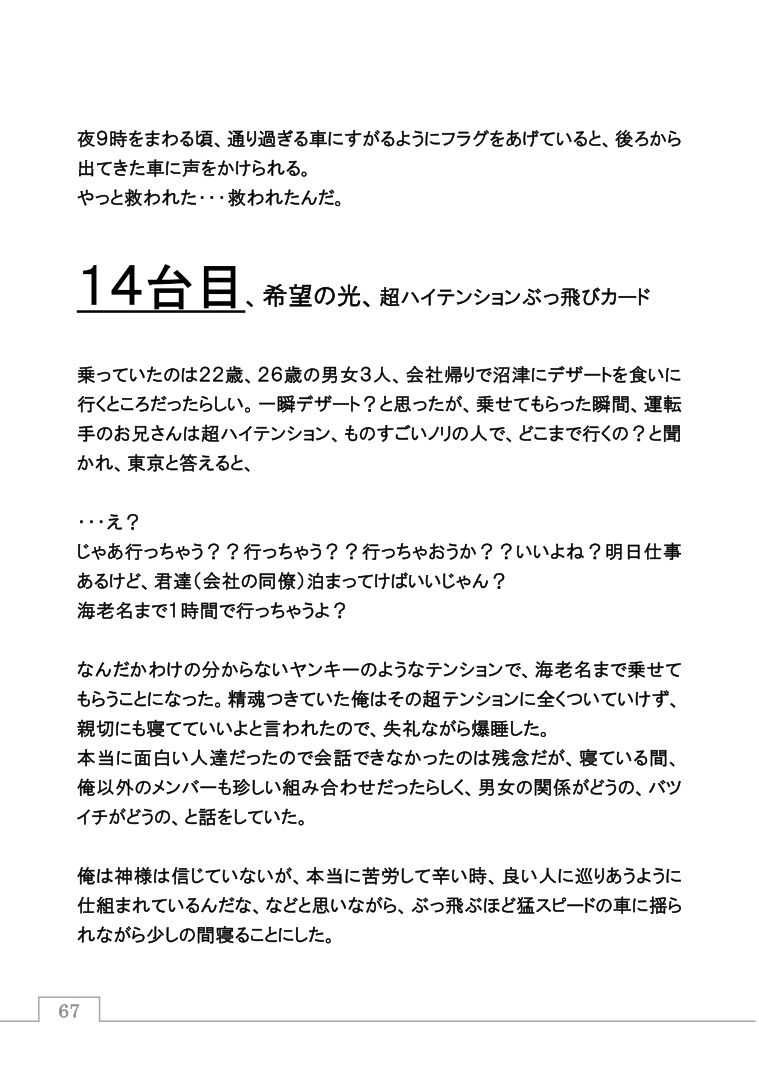 夜9時をまわる頃、通り過ぎる車にすがるようにフラグをあげていると、後ろから
出てきた車に声をかけられる。
やっと救われた・・・救われたんだ。
14台目、希望の光、超ハイテンションぶっ飛びカード
乗っていたのは22歳、26歳の男女3人、会社帰りで沼津にデザートを食いに
行くところだったらしい。一瞬デザート？と思ったが、乗せてもらった瞬間、運転
手のお兄さんは超ハイテンション、ものすごいノリの人で、どこまで行くの？と聞
かれ、東京と答えると、
・・・え？
じゃあ行っちゃう？？行っちゃう？？行っちゃおうか？？いいよね？明日仕事
あるけど、君達（会社の同僚）泊まってけばいいじゃん？
海老名まで1時間で行っちゃうよ？
なんだかわけの分からないヤンキーのようなテンションで、海老名まで乗せて
もらうことになった。精魂つきていた俺はその超テンションに全くついていけず、
親切にも寝てていいよと言われたので、失礼ながら爆睡した。
本当に面白い人達だったので会話できなかったのは残念だが、寝ている間、
俺以外のメンバーも珍しい組み合わせだったらしく、男女の関係がどうの、バツ
イチがどうの、と話をしていた。
俺は神様は信じていないが、本当に苦労して辛い時、良い人に巡りあうように
仕組まれているんだな、などと思いながら、ぶっ飛ぶほど猛スピードの車に揺ら
れながら少しの間寝ることにした。
67